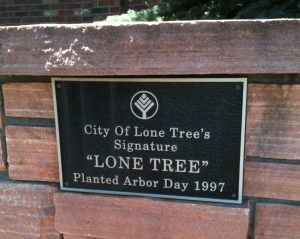 City Of Lone Tree's
Signature
"LONE TREE"
Planted Arbor Day 1997